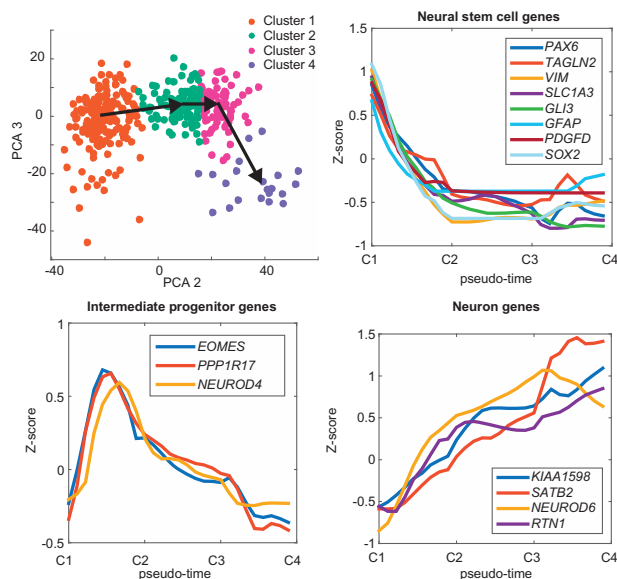 Cluster 1
Cluster 2
Cluster 3
Cluster 4
20
0
-20
-40
PCA 3
-40
0
40
PCA 2
Neural stem cell genes
PAX6
TAGLN2
VIM
SLC1A3
GLI3
GFAP
PDGFD
SOX2
1
0.5
0
-0.5
-1
Z-score
C1
C2
C3
C4
pseudo-time
Intermediate progenitor genes
EOMES
PPP1R17
NEUROD4
1
0.5
0
-0.5
Z-score
C1
C2
C3
C4
pseudo-time
Neuron genes
KIAA1598
SATB2
NEUROD6
RTN1
1.5
1
0.5
0
-0.5
-1
Z-score
C1
C2
C3
C4
pseudo-time